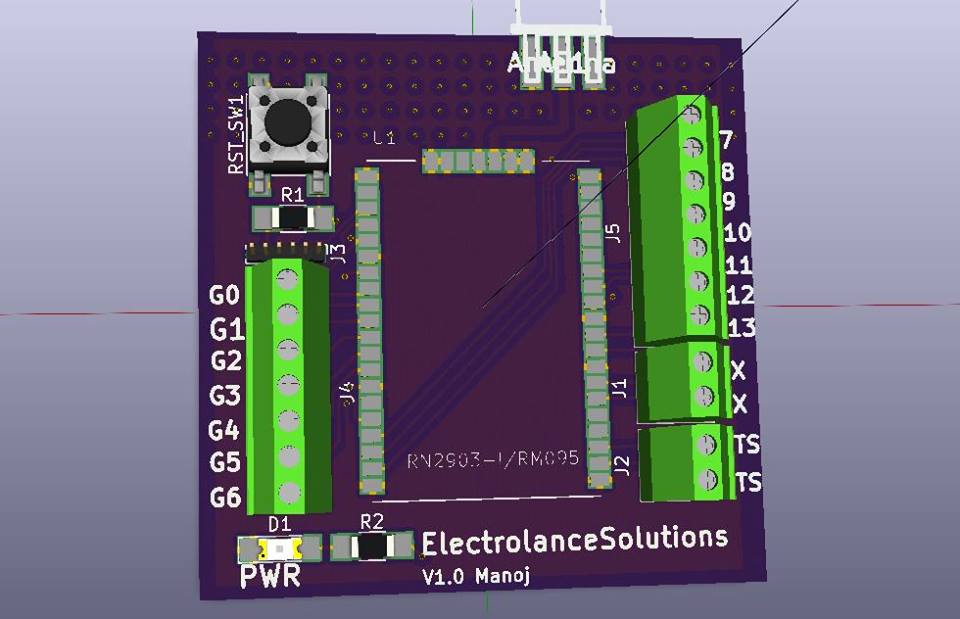 Antenna
RST_SW1
U1
R1
J3
G0
G1
G2
G3
G4
G5
G6
J4
7
8
9
10
11
12
13
J5
X
X
J1
TS
TS
J2
RN2903-I/RM095
D1
R2
PWR
ElectrolanceSolutions
V1.0 Manoj